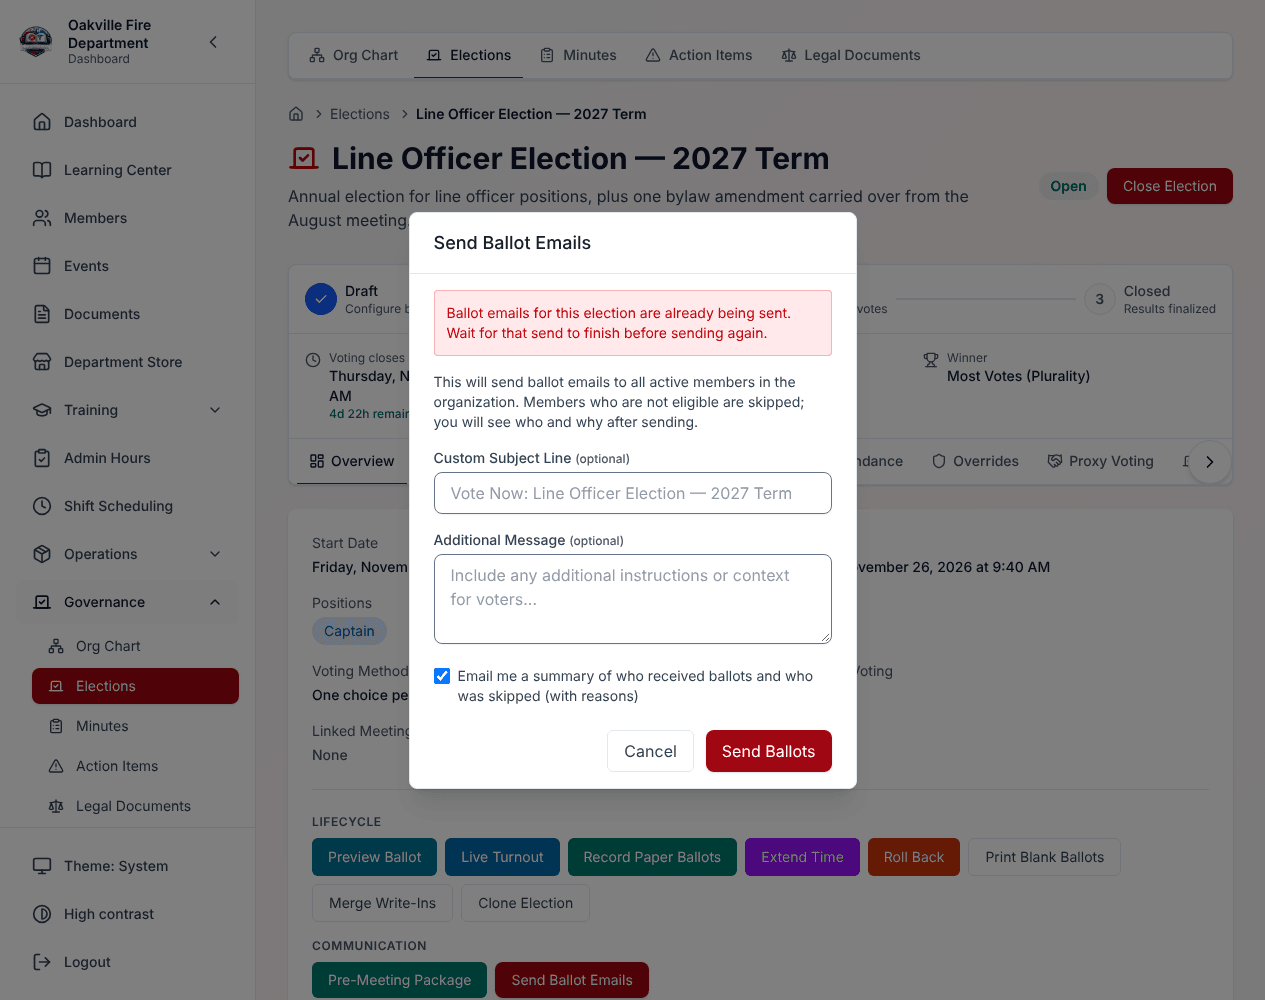 Oakville Fire
Department
Dashboard
Dashboard
Learning Center
Members
Events
Documents
Department Store
Training
Admin Hours
Shift Scheduling
Operations
Governance
Org Chart
Elections
Minutes
Action Items
Legal Documents
Theme: System
High contrast
Logout
Org Chart
Elections
Minutes
Action Items
Legal Documents
Elections
Line Officer Election — 2027 Term
Line Officer Election — 2027 Term
Annual election for line officer positions, plus one bylaw amendment carried over from the
August meeting.
Open
Close Election
Draft
Configure
votes
3
Closed
Results finalized
Voting closes
Thursday,
AM
4d 22h
Winner
Most Votes (Plurality)
Overview
Overrides
Proxy Voting
Start Date
Friday,
26, 2026 at 9:40 AM
Positions
Captain
Voting
Voting
One choice
Linked
None
LIFECYCLE
Preview Ballot
Live Turnout
Record Paper Ballots
Extend Time
Roll Back
Print Blank Ballots
Merge Write-Ins
Clone Election
COMMUNICATION
Pre-Meeting Package
Send Ballot Emails
Send Ballot Emails
Ballot emails for this election are already being sent.
Wait for that send to finish before sending again.
This will send ballot emails to all active members in the
organization. Members who are not eligible are skipped;
you will see who and why after sending.
Custom Subject Line (optional)
Vote Now: Line Officer Election — 2027 Term
Additional Message (optional)
Include any additional instructions or context
for voters...
Email me a summary of who received ballots and who
was skipped (with reasons)
Cancel
Send Ballots